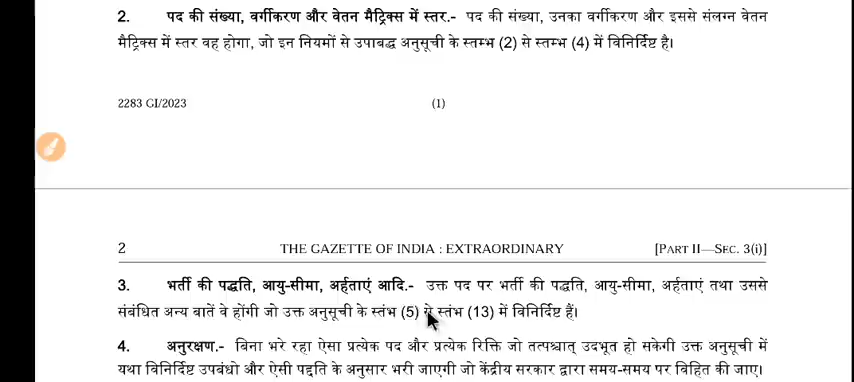 2. पद की संख्या, वर्गीकरण और वेतन मैट्रिक्स में स्तर.- पद की संख्या, उनका वर्गीकरण और इससे संलग्न वेतन
मैट्रिक्स में स्तर वह होगा, जो इन नियमों से उपाबद्ध अनुसूची के स्तम्भ (2) से स्तम्भ (4) में विनिर्दिष्ट है।
2283 GI/2023 (1)
2 THE GAZETTE OF INDIA : EXTRAORDINARY [PART II—SEC. 3(i)]
3. भर्ती की पद्धति, आयु-सीमा, अर्हताएं आदि.- उक्त पद पर भर्ती की पद्धति, आयु-सीमा, अर्हताएं तथा उससे
संबंधित अन्य बातें वे होंगी जो उक्त अनुसूची के स्तंभ (5) से स्तंभ (13) में विनिर्दिष्ट हैं।
4. अनुरक्षण.- बिना भरे रहा ऐसा प्रत्येक पद और प्रत्येक रिक्ति जो तत्पश्चात् उदभूत हो सकेगी उक्त अनुसूची में
यथा विनिर्दिष्ट उपबंधो और ऐसी पद्दति के अनुसार भरी जाएगी जो केंद्रीय सरकार द्वारा समय-समय पर विहित की जाए।